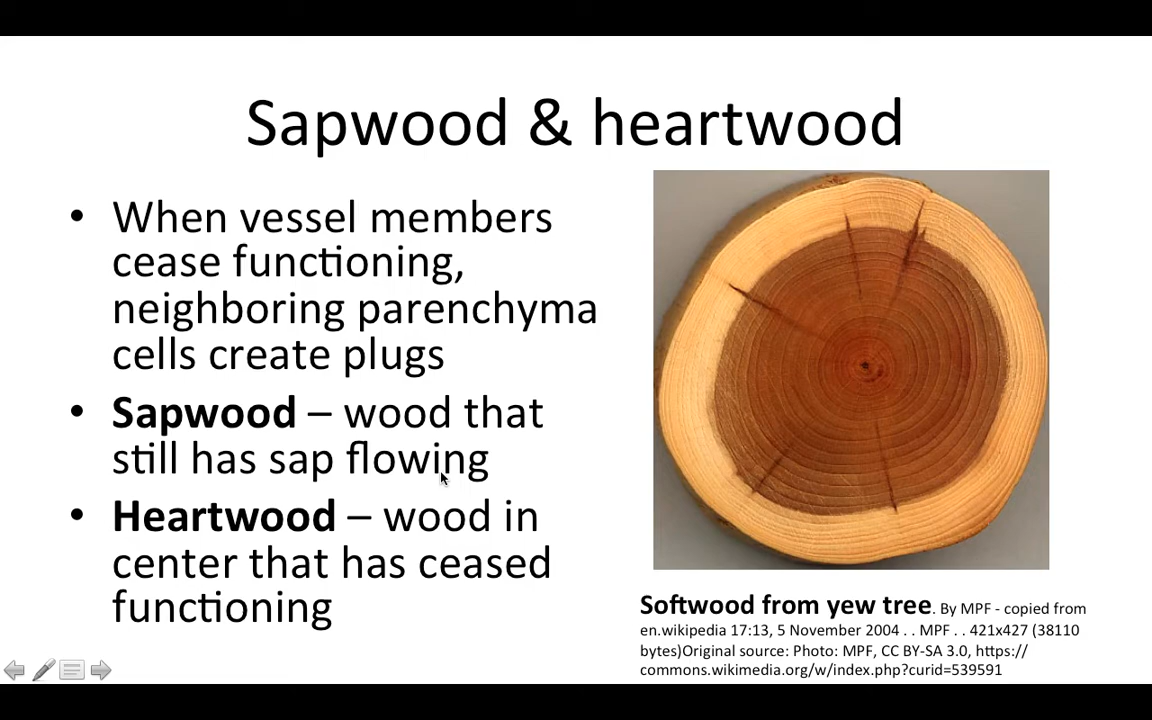 Sapwood & heartwood
• When vessel members
cease functioning,
neighboring parenchyma
cells create plugs
• Sapwood – wood that
still has sap flowing
• Heartwood – wood in
center that has ceased
functioning
Softwood from yew tree. By MPF - copied from
en.wikipedia 17:13, 5 November 2004 . . MPF . . 421x427 (38110
bytes)Original source: Photo: MPF, CC BY-SA 3.0, https://
commons.wikimedia.org/w/index.php?curid=539591